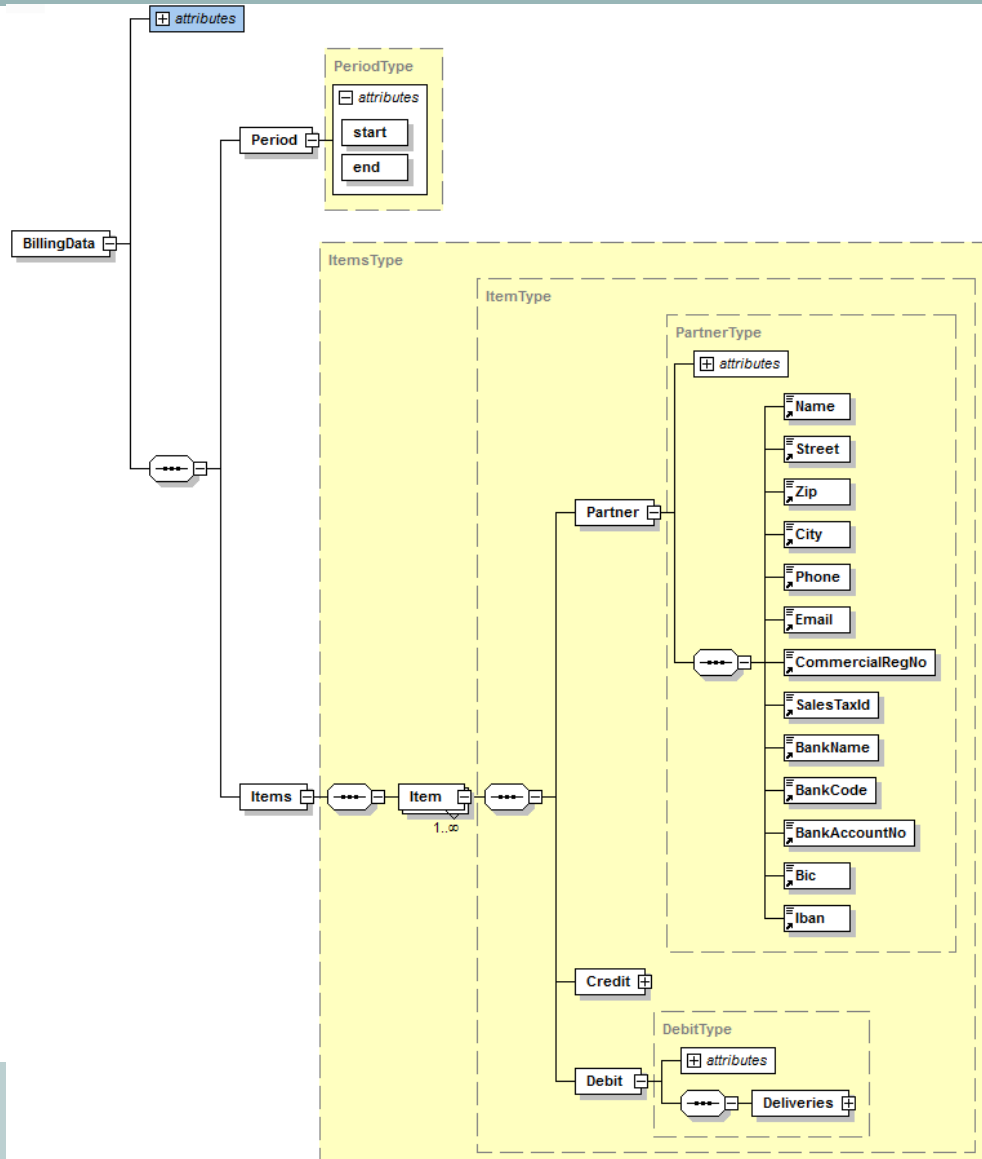 attributes
PeriodType
attributes
start
end
Period
BillingData
ItemsType
ItemType
PartnerType
attributes
Name
Street
Zip
City
Phone
Email
CommercialRegNo
SalesTaxId
BankName
BankCode
BankAccountNo
Bic
Iban
Partner
Items
Item
1..∞
Credit
DebitType
attributes
Debit
Deliveries